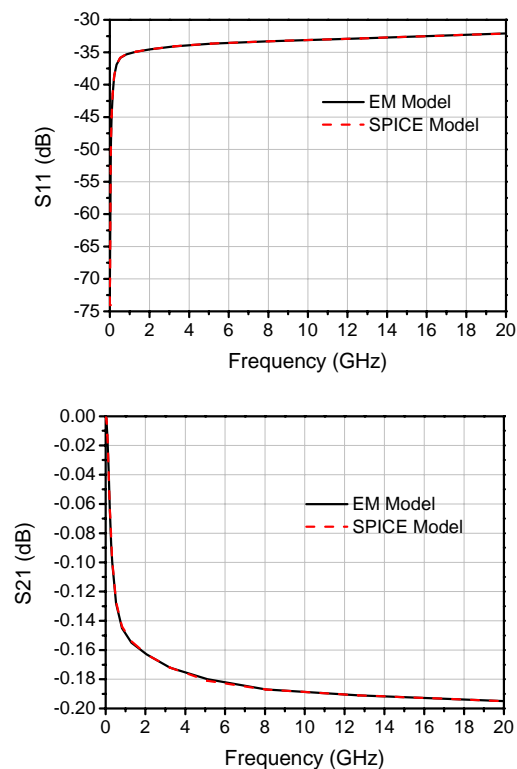 -30
-35
-40
-45
-50
-55
-60
-65
-70
-75
S11 (dB)
EM Model
SPICE Model
0 2 4 6 8 10 12 14 16 18 20
Frequency (GHz)
0.00
-0.02
-0.04
-0.06
-0.08
-0.10
-0.12
-0.14
-0.16
-0.18
-0.20
S21 (dB)
EM Model
SPICE Model
0 2 4 6 8 10 12 14 16 18 20
Frequency (GHz)